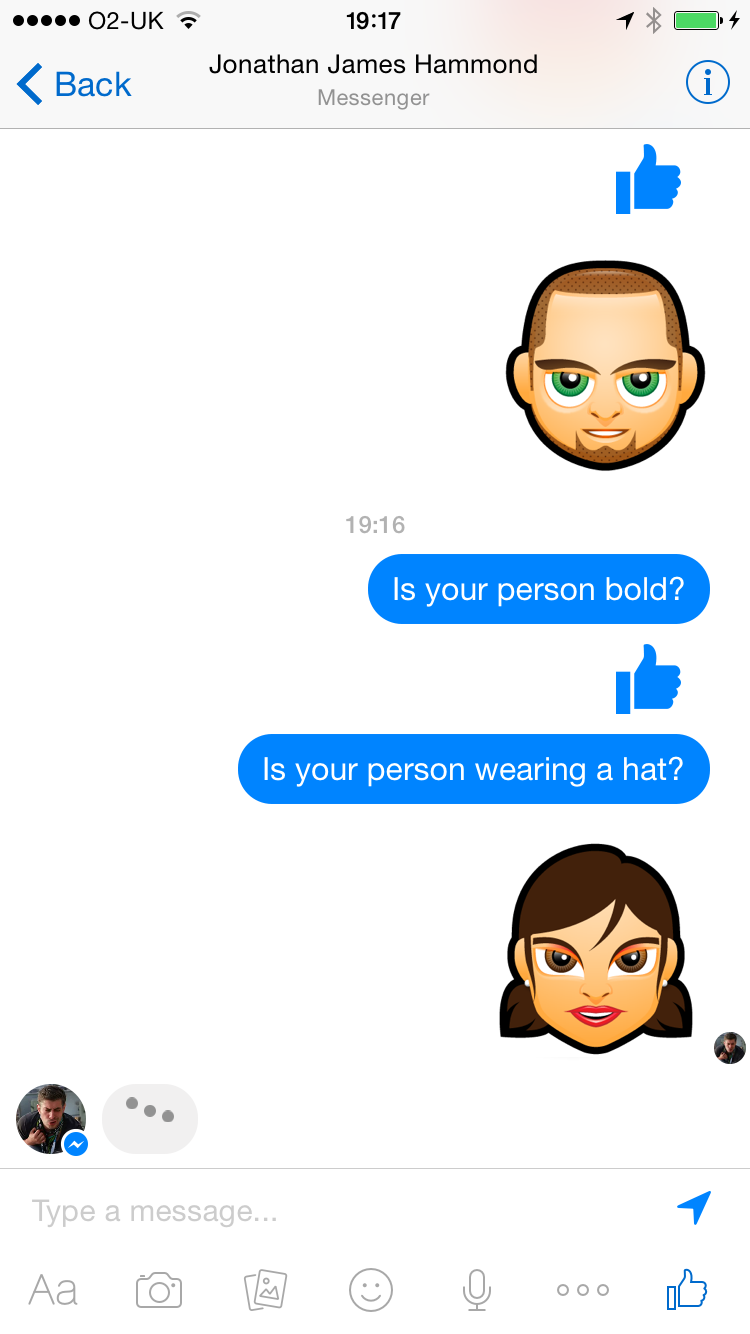 O2-UK 19:17
Back
Jonathan James Hammond
Messenger
19:16
Is your person bold?
Is your person wearing a hat?
Type a message...
Aa